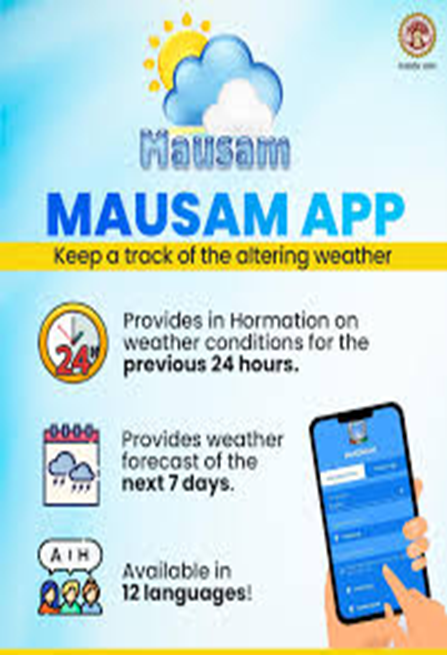 Mausam
MAUSAM APP
Keep a track of the altering weather
24H
Provides in Hormation on
weather conditions for the
previous 24 hours.
Provides weather
forecast of the
next 7 days.
A I H
Available in
12 languages!